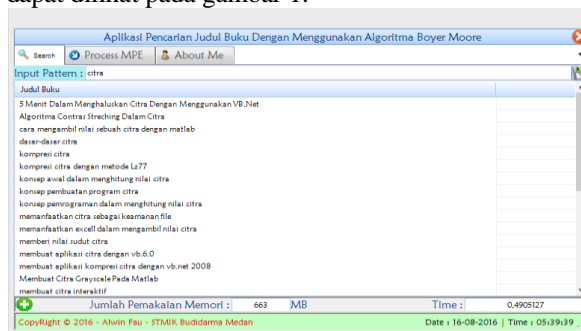 dapat dilihat pada gambar 1.
Aplikasi Pencarian Judul Buku Dengan Menggunakan Algoritma Boyer Moore
Search Process MPE About Me
Input Pattern : citra
Judul Buku
5 Menit Dalam Menghaluskan Citra Dengan Menggunakan VB.Net
Algoritma Contras Streching Dalam Citra
cara mengambil nilai sebuah citra dengan matlab
dasar-dasar citra
kompresi citra
kompresi citra dengan metode Lz77
konsep awal dalam menghitung nilai citra
konsep pembuatan program citra
konsep pemrograman dalam menghitung nilai citra
memanfaatkan citra sebagai keamanan file
memanfaatkan excell dalam mengambil nilai citra
memberi nilai sudut citra
membuat aplikasi citra dengan vb.6.0
membuat aplikasi kompresi citra dengan vb.net 2008
Membuat Citra Grayscale Pada Matlab
membuat citra interaktif
Jumlah Pemakaian Memori : 663 MB Time : 0,4905127
CopyRight © 2016 - Alwin Fau - STMIK Budidarma Medan Date : 16-08-2016 | Time : 05:39:39